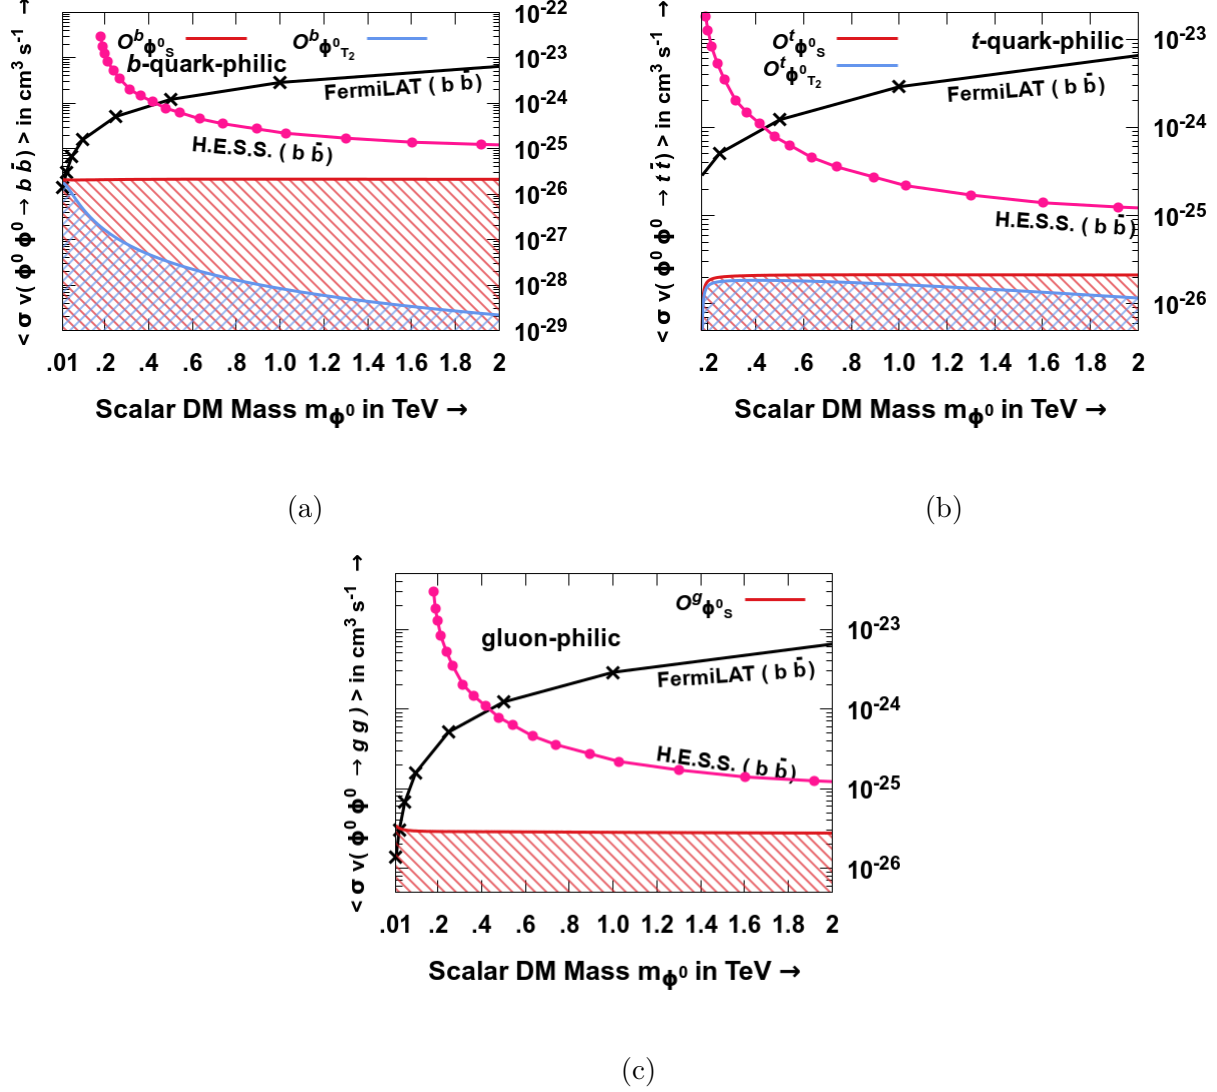 < σ v( ϕ⁰ ϕ⁰ → b b̄ ) > in cm³ s⁻¹ →
O^b_ϕ⁰_S
O^b_ϕ⁰_T₂
b-quark-philic
FermiLAT ( b b̄ )
H.E.S.S. ( b b̄ )
10⁻²²
10⁻²³
10⁻²⁴
10⁻²⁵
10⁻²⁶
10⁻²⁷
10⁻²⁸
10⁻²⁹
.01 .2 .4 .6 .8 1.0 1.2 1.4 1.6 1.8 2
Scalar DM Mass m_ϕ⁰ in TeV →
(a)
< σ v( ϕ⁰ ϕ⁰ → t t̄ ) > in cm³ s⁻¹ →
O^t_ϕ⁰_S
O^t_ϕ⁰_T₂
t-quark-philic
FermiLAT ( b b̄ )
H.E.S.S. ( b b̄ )
10⁻²³
10⁻²⁴
10⁻²⁵
10⁻²⁶
.2 .4 .6 .8 1.0 1.2 1.4 1.6 1.8 2
Scalar DM Mass m_ϕ⁰ in TeV →
(b)
< σ v( ϕ⁰ ϕ⁰ → g g ) > in cm³ s⁻¹ →
O^g_ϕ⁰_S
gluon-philic
FermiLAT ( b b̄ )
H.E.S.S. ( b b̄ )
10⁻²³
10⁻²⁴
10⁻²⁵
10⁻²⁶
.01 .2 .4 .6 .8 1.0 1.2 1.4 1.6 1.8 2
Scalar DM Mass m_ϕ⁰ in TeV →
(c)